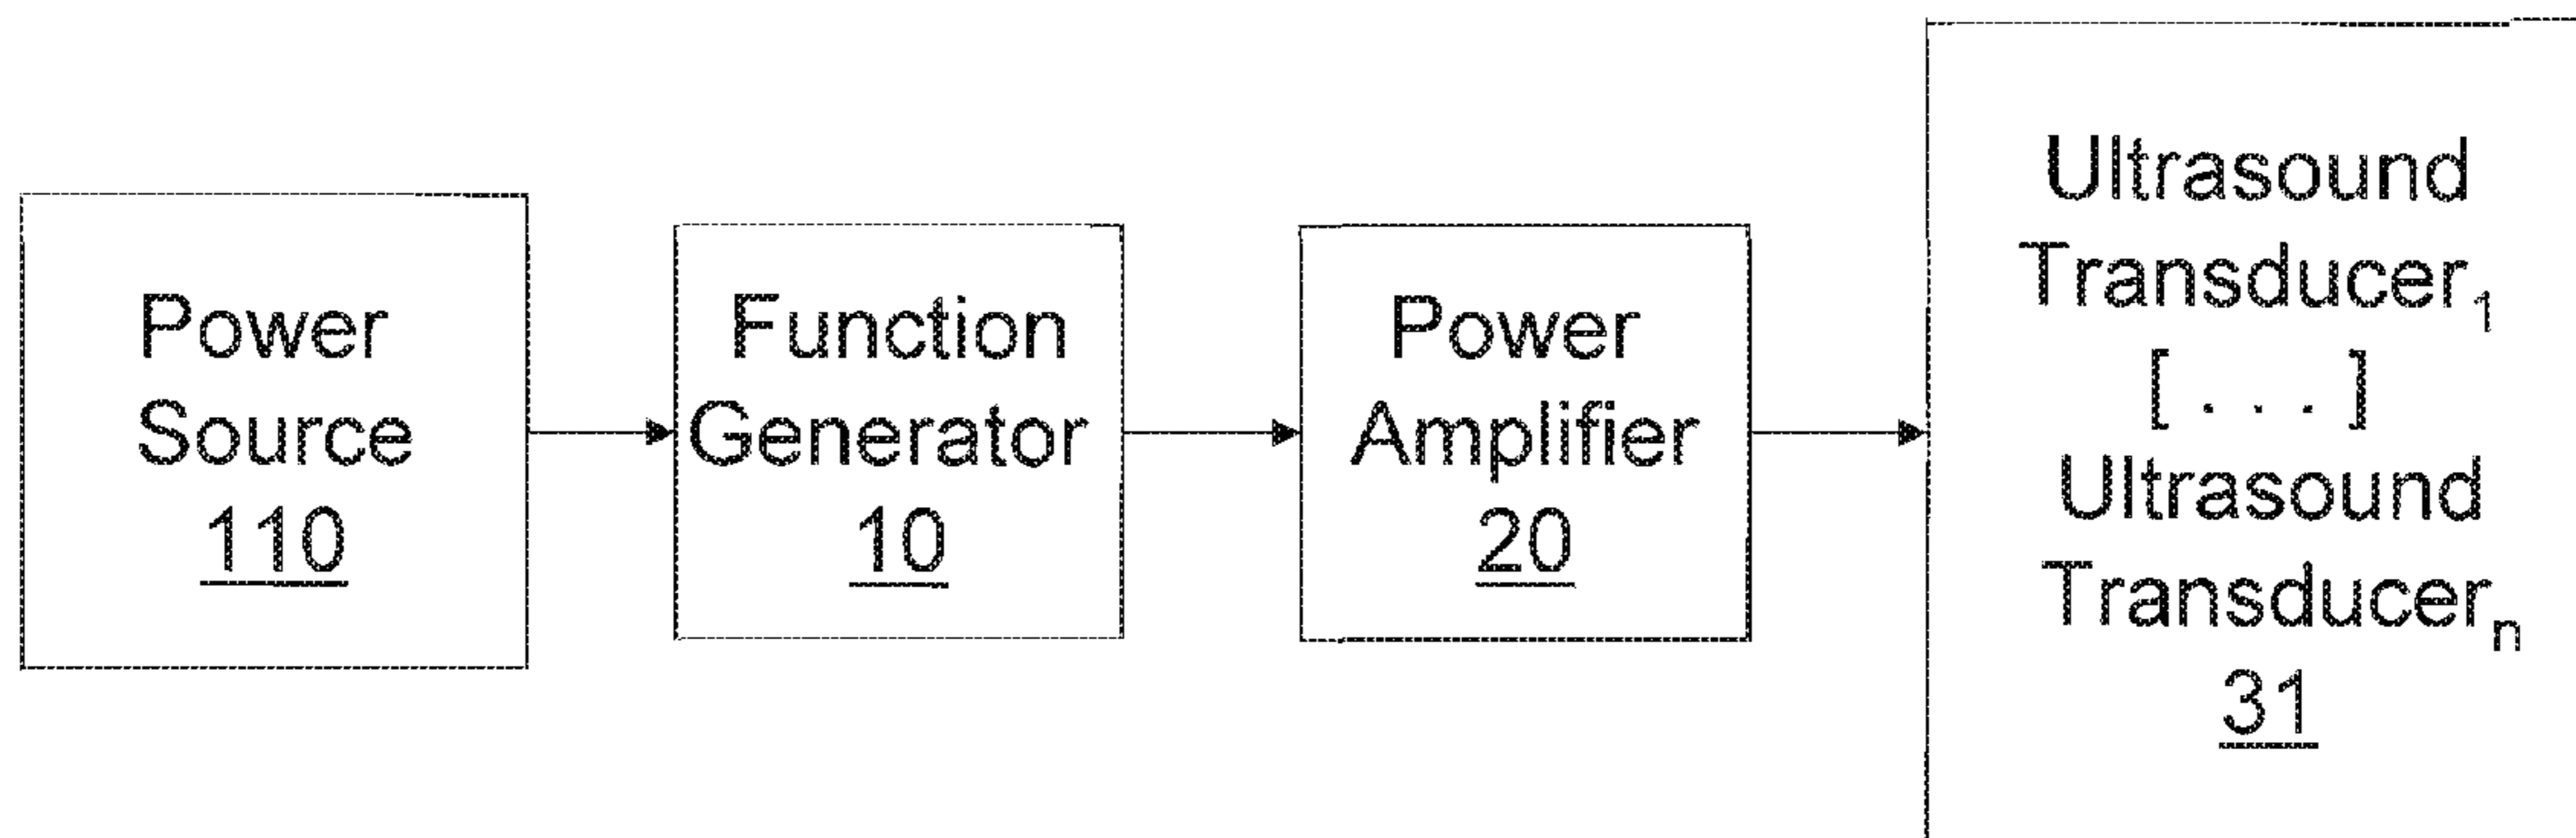 Power
Source
110
Function
Generator
10
Power
Amplifier
20
Ultrasound
Transducer₁
[ . . . ]
Ultrasound
Transducerₙ
31